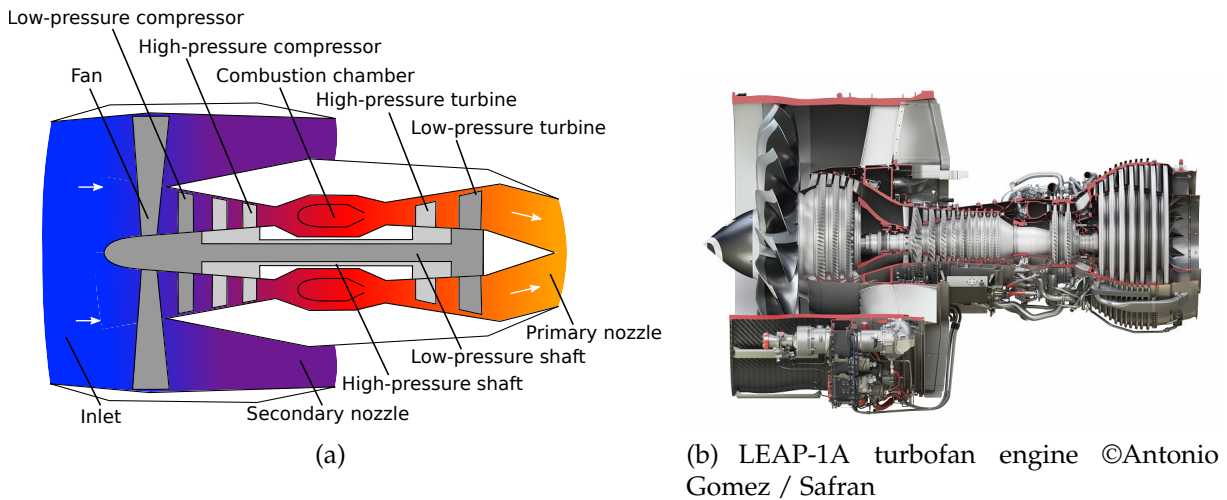 Low-pressure compressor
High-pressure compressor
Fan
Combustion chamber
High-pressure turbine
Low-pressure turbine
Primary nozzle
Low-pressure shaft
High-pressure shaft
Inlet
Secondary nozzle
(a)
(b) LEAP-1A turbofan engine ©Antonio
Gomez / Safran